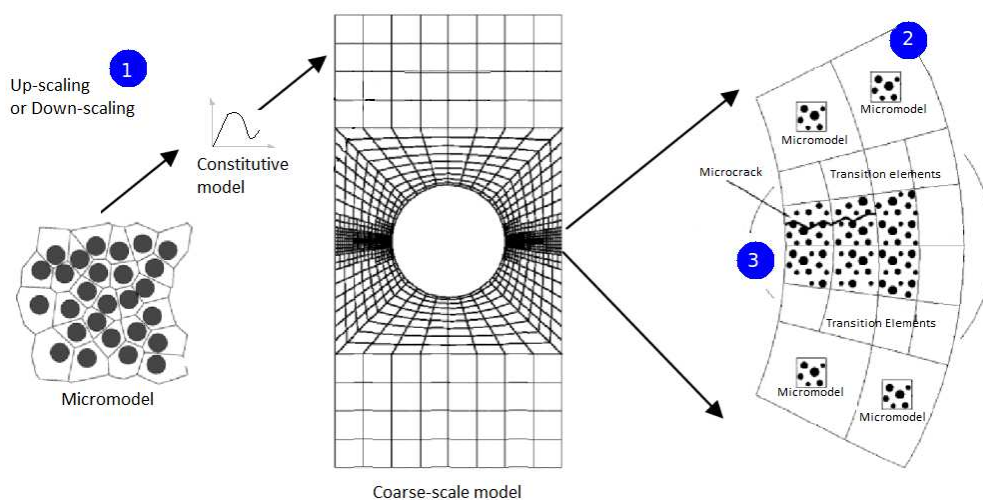 1
Up-scaling
or Down-scaling
Constitutive
model
Micromodel
Coarse-scale model
2
Micromodel
Micromodel
Microcrack
Transition elements
3
Transition Elements
Micromodel
Micromodel